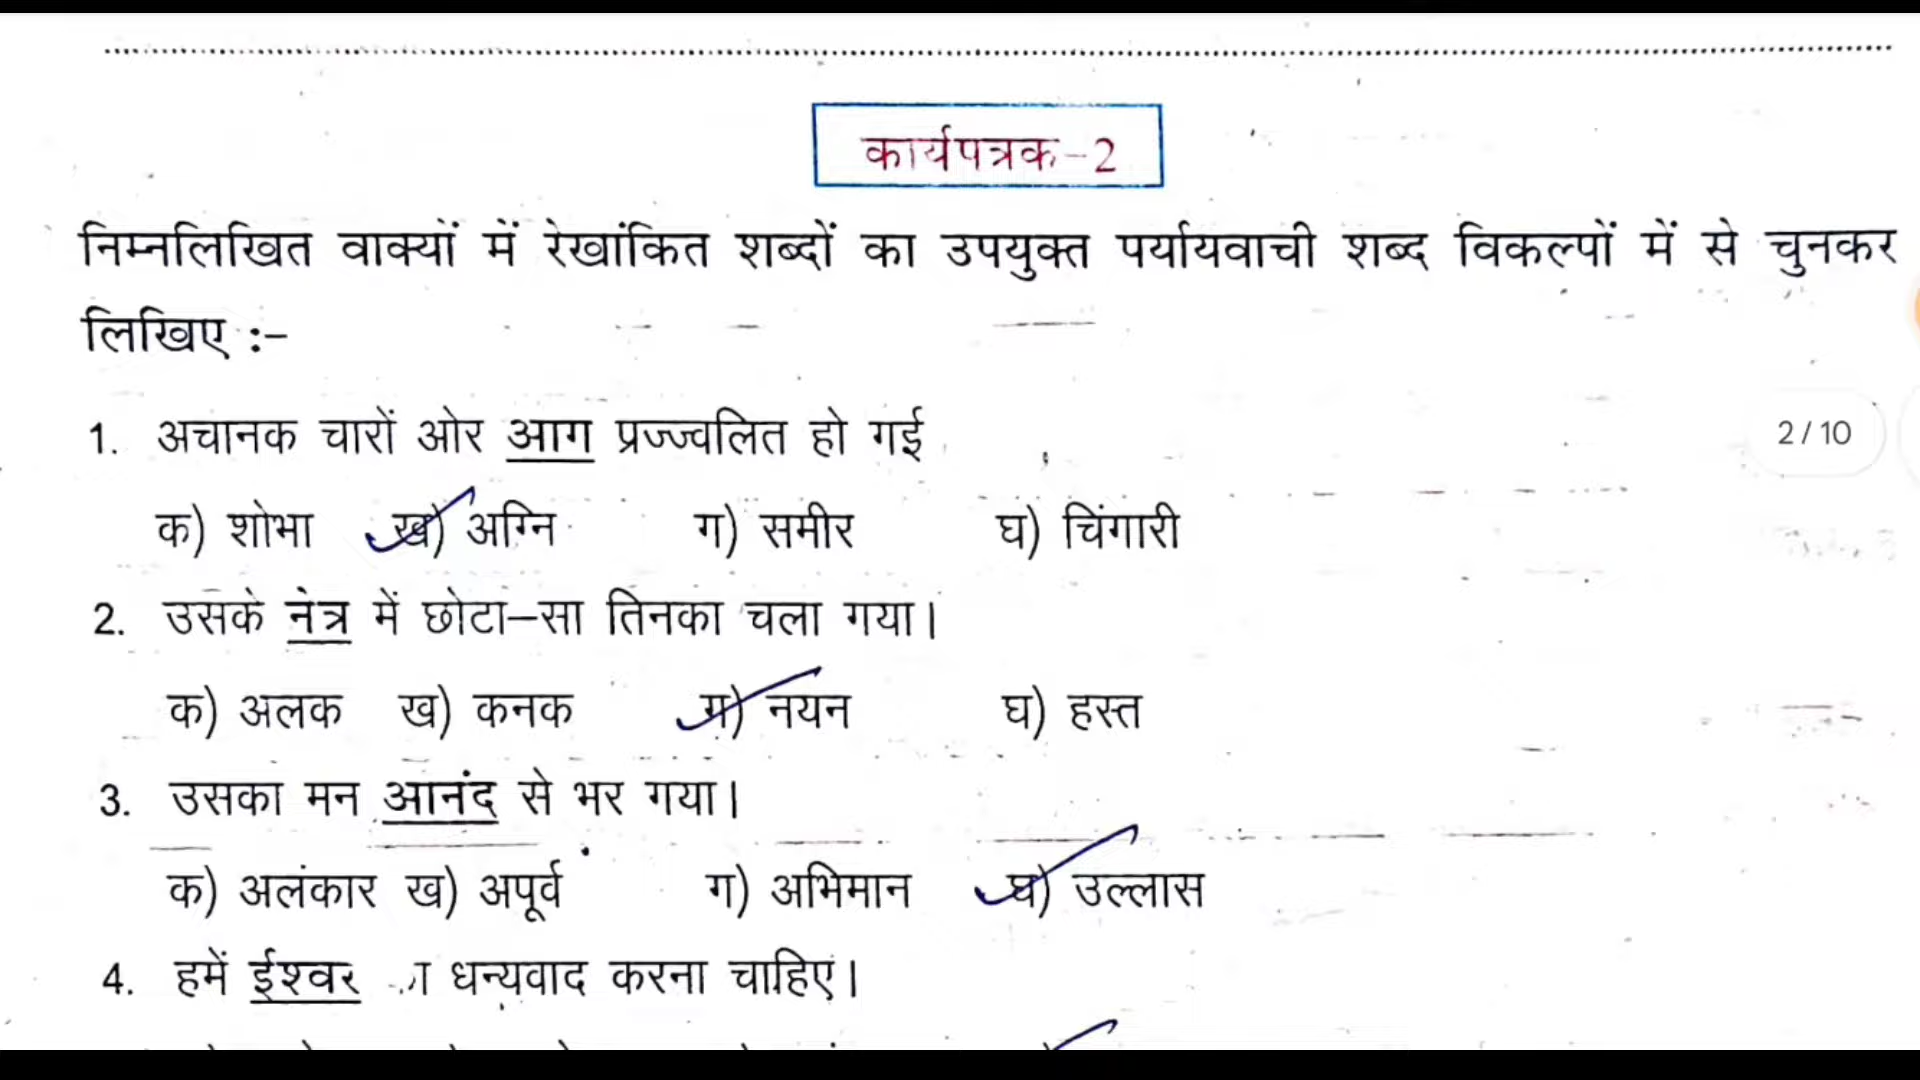 कार्यपत्रक–2
निम्नलिखित वाक्यों में रेखांकित शब्दों का उपयुक्त पर्यायवाची शब्द विकल्पों में से चुनकर
लिखिए :–
1. अचानक चारों ओर आग प्रज्ज्वलित हो गई
2 / 10
क) शोभा ख) अग्नि ग) समीर घ) चिंगारी
2. उसके नेत्र में छोटा–सा तिनका चला गया।
क) अलक ख) कनक ग) नयन घ) हस्त
3. उसका मन आनंद से भर गया।
क) अलंकार ख) अपूर्व ग) अभिमान घ) उल्लास
4. हमें ईश्वर धन्यवाद करना चाहिए।